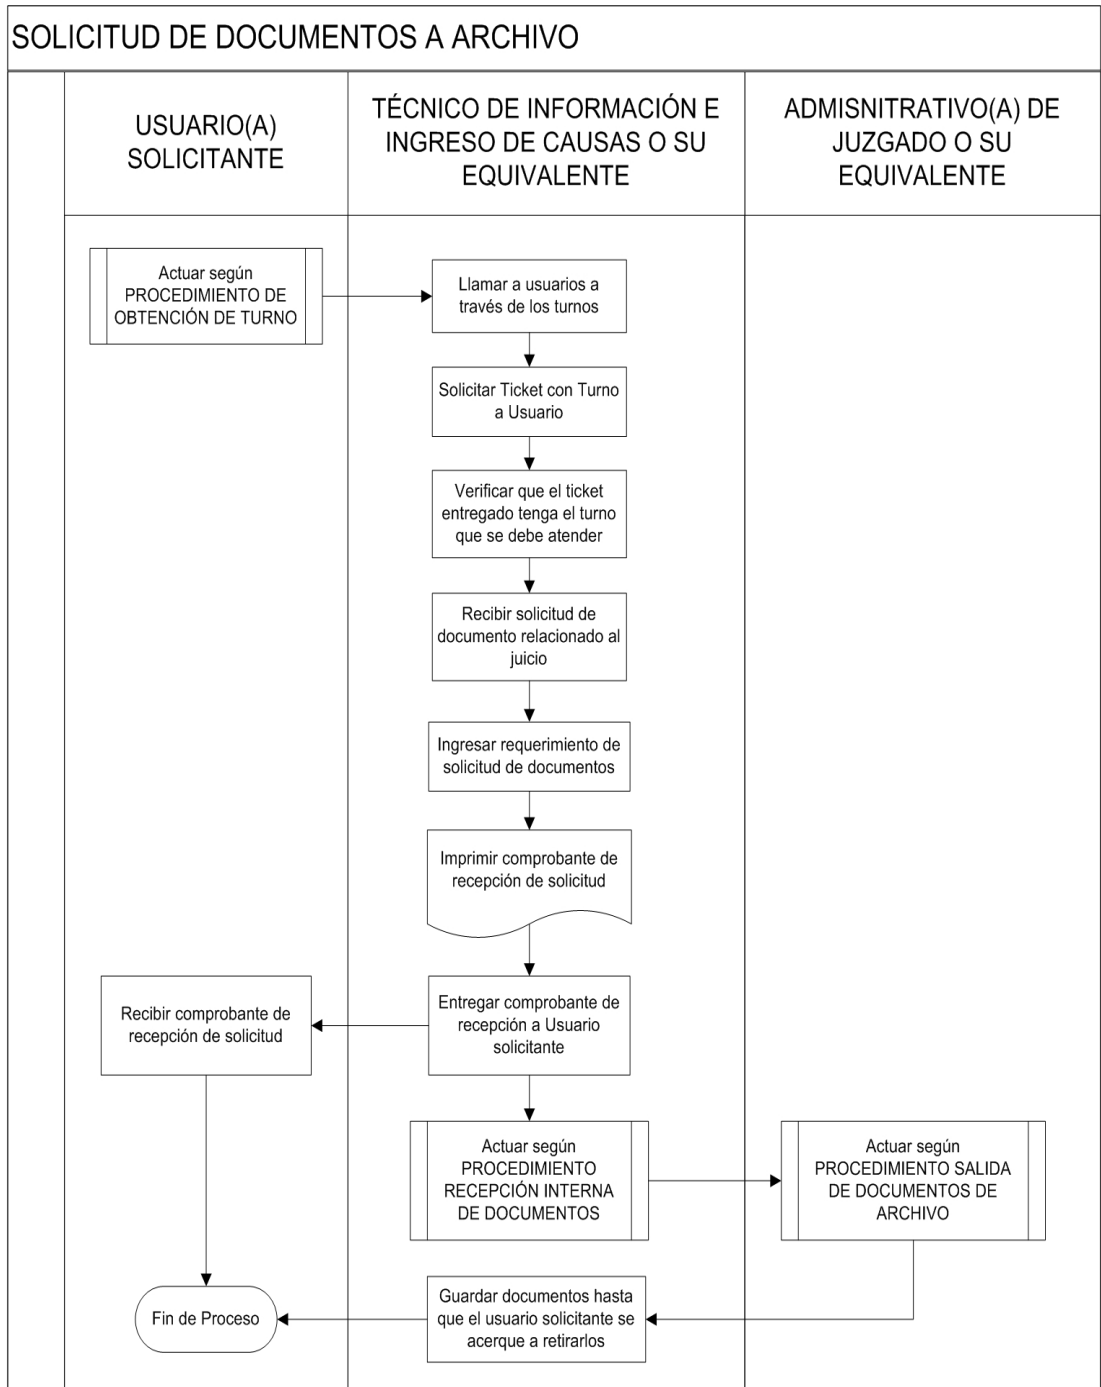 SOLICITUD DE DOCUMENTOS A ARCHIVO
USUARIO(A)
SOLICITANTE
TÉCNICO DE INFORMACIÓN E
INGRESO DE CAUSAS O SU
EQUIVALENTE
ADMISNITRATIVO(A) DE
JUZGADO O SU
EQUIVALENTE
Actuar según
PROCEDIMIENTO DE
OBTENCIÓN DE TURNO
Llamar a usuarios a
través de los turnos
Solicitar Ticket con Turno
a Usuario
Verificar que el ticket
entregado tenga el turno
que se debe atender
Recibir solicitud de
documento relacionado al
juicio
Ingresar requerimiento de
solicitud de documentos
Imprimir comprobante de
recepción de solicitud
Entregar comprobante de
recepción a Usuario
solicitante
Recibir comprobante de
recepción de solicitud
Actuar según
PROCEDIMIENTO
RECEPCIÓN INTERNA
DE DOCUMENTOS
Actuar según
PROCEDIMIENTO SALIDA
DE DOCUMENTOS DE
ARCHIVO
Guardar documentos hasta
que el usuario solicitante se
acerque a retirarlos
Fin de Proceso